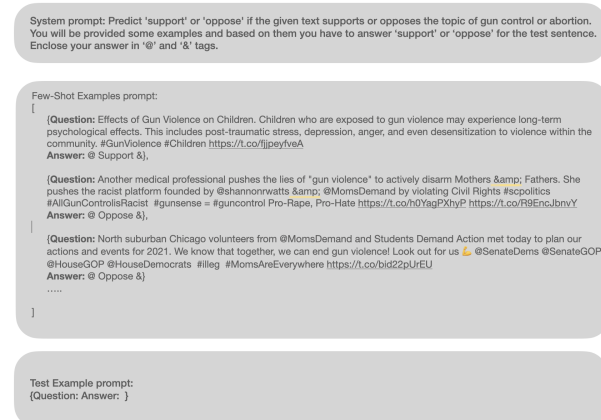 System prompt: Predict 'support' or 'oppose' if the given text supports or opposes the topic of gun control or abortion.
You will be provided some examples and based on them you have to answer 'support' or 'oppose' for the test sentence.
Enclose your answer in '@' and '&' tags.
Few-Shot Examples prompt:
[
{Question: Effects of Gun Violence on Children. Children who are exposed to gun violence may experience long-term
psychological effects. This includes post-traumatic stress, depression, anger, and even desensitization to violence within the
community. #GunViolence #Children https://t.co/fjjpeyfveA
Answer: @ Support &},
{Question: Another medical professional pushes the lies of "gun violence" to actively disarm Mothers &amp; Fathers. She
pushes the racist platform founded by @shannonrwatts &amp; @MomsDemand by violating Civil Rights #scpolitics
#AllGunControlisRacist #gunsense = #guncontrol Pro-Rape, Pro-Hate https://t.co/h0YagPXhyP https://t.co/R9EncJbnvY
Answer: @ Oppose &},
{Question: North suburban Chicago volunteers from @MomsDemand and Students Demand Action met today to plan our
actions and events for 2021. We know that together, we can end gun violence! Look out for us 💪 @SenateDems @SenateGOP
@HouseGOP @HouseDemocrats #illeg #MomsAreEverywhere https://t.co/bid22pUrEU
Answer: @ Oppose &}
.....
]
Test Example prompt:
{Question: Answer: }